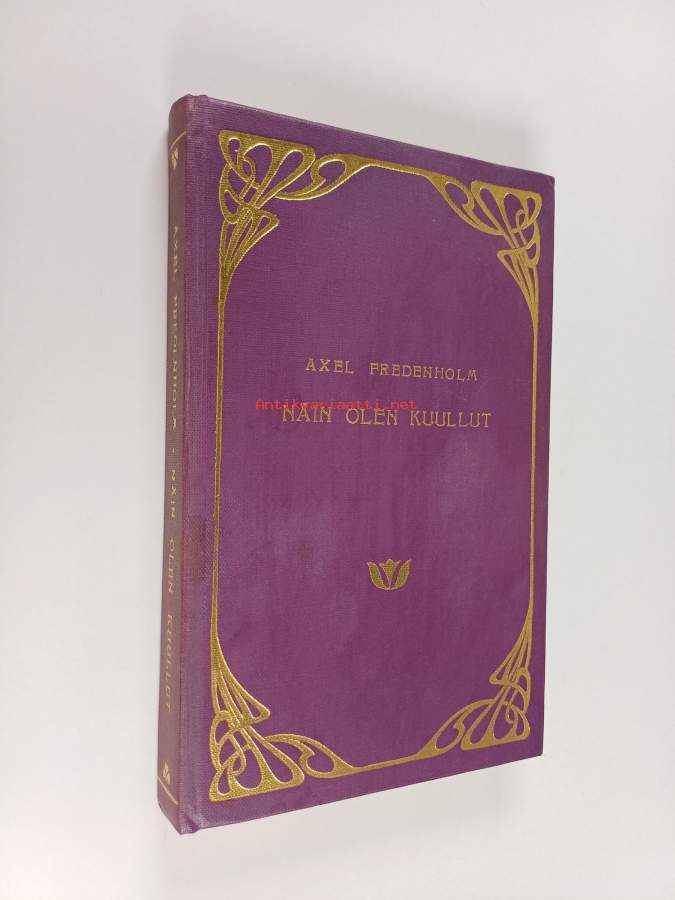 AXEL FREDENHOLM
Antikvariaatti.net
NÄIN OLEN KUULLUT
AXEL FREDENHOLM • NÄIN OLEN KUULLUT